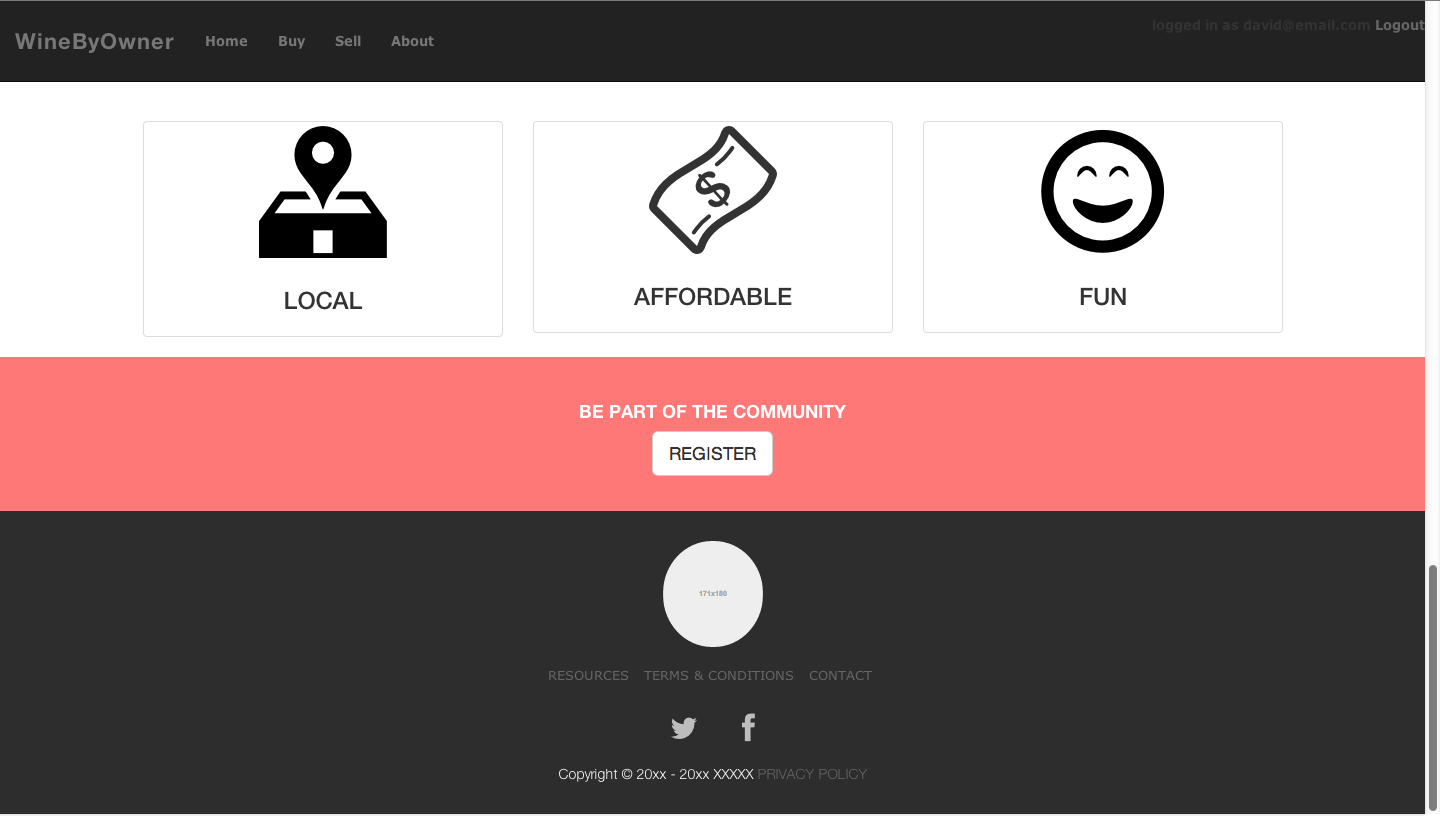 WineByOwner Home Buy Sell About logged in as david@email.com Logout
LOCAL AFFORDABLE FUN
BE PART OF THE COMMUNITY
REGISTER
171x180
RESOURCES TERMS & CONDITIONS CONTACT
Copyright © 20xx - 20xx XXXXX PRIVACY POLICY